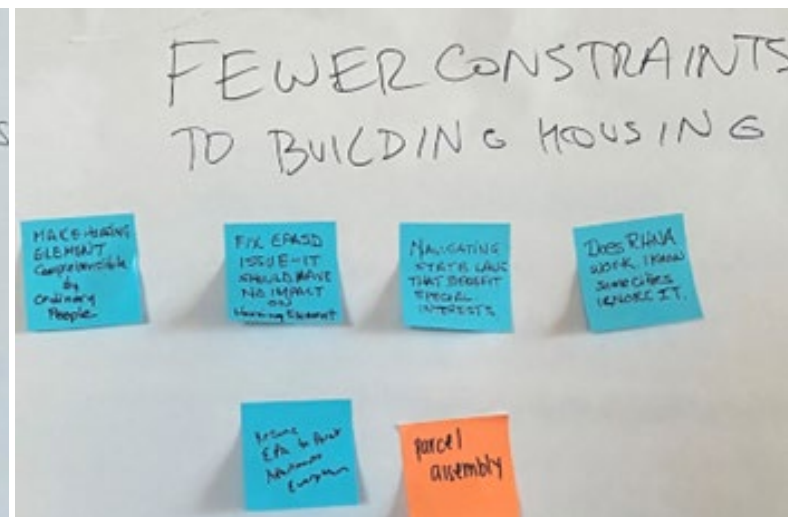 S
FEWER CONSTRAINTS
TO BUILDING HOUSING
MAKE HOUSING
ELEMENT
Comprehensible
by
Ordinary
People
FIX EPASD
ISSUE - IT
SHOULD HAVE
NO IMPACT
ON
Housing Element
NAVIGATING
STATE LAWS
THAT BENEFIT
SPECIAL
INTERESTS
Does RHNA
WORK. I KNOW
some cities
IGNORE IT.
parcel
assembly